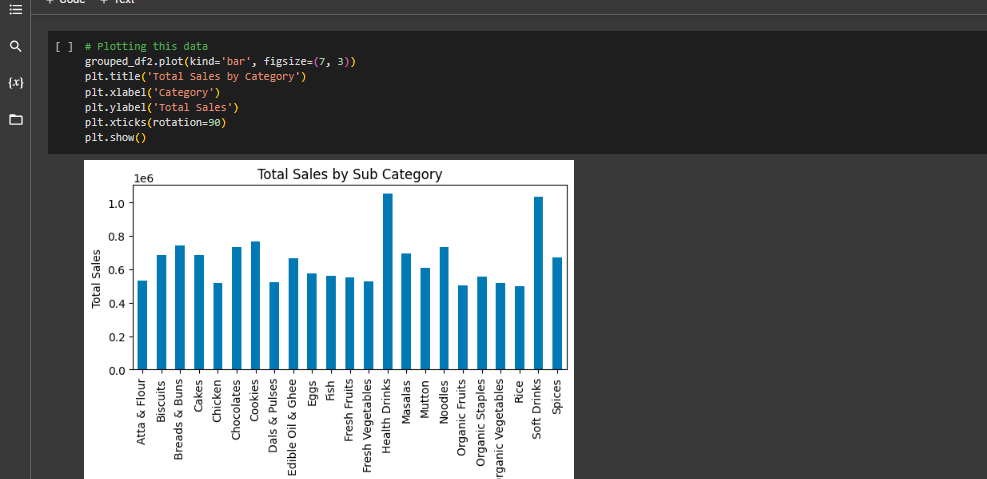 + Code + Text
{x}
[ ] # Plotting this data
grouped_df2.plot(kind='bar', figsize=(7, 3))
plt.title('Total Sales by Category')
plt.xlabel('Category')
plt.ylabel('Total Sales')
plt.xticks(rotation=90)
plt.show()
Total Sales by Sub Category
1e6
1.0
0.8
0.6
0.4
0.2
0.0
Total Sales
Atta & Flour
Biscuits
Breads & Buns
Cakes
Chicken
Chocolates
Cookies
Dals & Pulses
Edible Oil & Ghee
Eggs
Fish
Fresh Fruits
Fresh Vegetables
Health Drinks
Masalas
Mutton
Noodles
Organic Fruits
Organic Staples
rganic Vegetables
Rice
Soft Drinks
Spices